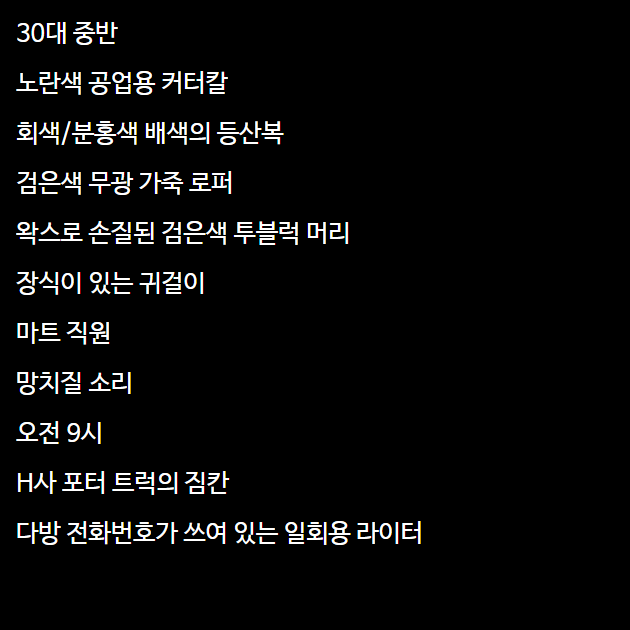 30대 중반
노란색 공업용 커터칼
회색/분홍색 배색의 등산복
검은색 무광 가죽 로퍼
왁스로 손질된 검은색 투블럭 머리
장식이 있는 귀걸이
마트 직원
망치질 소리
오전 9시
H사 포터 트럭의 짐칸
다방 전화번호가 쓰여 있는 일회용 라이터